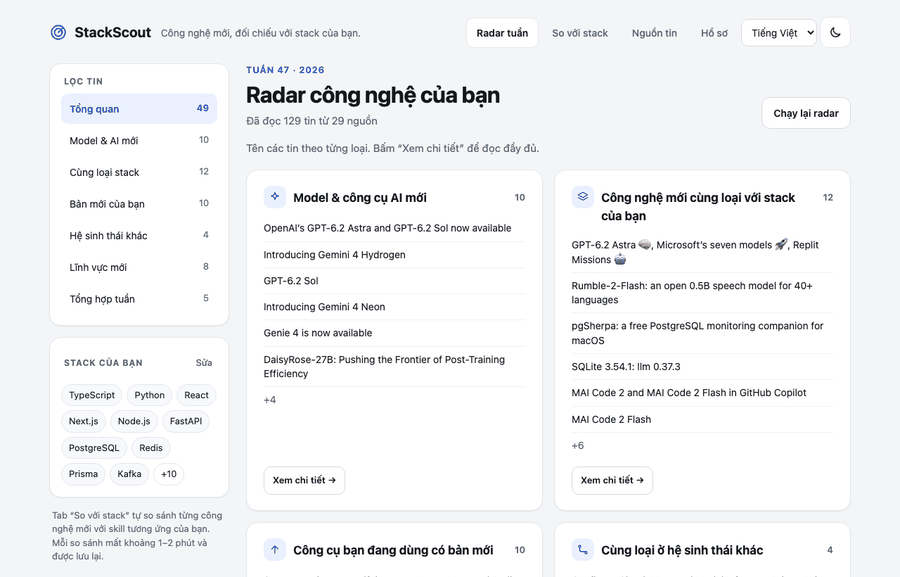 StackScout
Công nghệ mới, đối chiếu với stack của bạn.
Radar tuần
So với stack
Nguồn tin
Hồ sơ
Tiếng Việt
LỌC TIN
Tổng quan 49
Model & AI mới 10
Cùng loại stack 12
Bản mới của bạn 10
Hệ sinh thái khác 4
Lĩnh vực mới 8
Tổng hợp tuần 5
STACK CỦA BẠN Sửa
TypeScript Python React
Next.js Node.js FastAPI
PostgreSQL Redis
Prisma Kafka +10
Tab “So với stack” tự so sánh từng công
nghệ mới với skill tương ứng của bạn.
Mỗi so sánh mất khoảng 1–2 phút và
được lưu lại.
TUẦN 47 · 2026
Radar công nghệ của bạn
Đã đọc 129 tin từ 29 nguồn
Chạy lại radar
Tên các tin theo từng loại. Bấm “Xem chi tiết” để đọc đầy đủ.
Model & công cụ AI mới 10
OpenAI’s GPT-6.2 Astra and GPT-6.2 Sol now available
Introducing Gemini 4 Hydrogen
GPT-6.2 Sol
Introducing Gemini 4 Neon
Genie 4 is now available
DaisyRose-27B: Pushing the Frontier of Post-Training
Efficiency
+4
Xem chi tiết →
Công nghệ mới cùng loại với stack 12
của bạn
GPT-6.2 Astra 🪐, Microsoft’s seven models 🚀, Replit
Missions 🤖
Rumble-2-Flash: an open 0.5B speech model for 40+
languages
pgSherpa: a free PostgreSQL monitoring companion for
macOS
SQLite 3.54.1: llm 0.37.3
MAI Code 2 and MAI Code 2 Flash in GitHub Copilot
MAI Code 2 Flash
+6
Xem chi tiết →
Công cụ bạn đang dùng có bản mới 10
Cùng loại ở hệ sinh thái khác 4